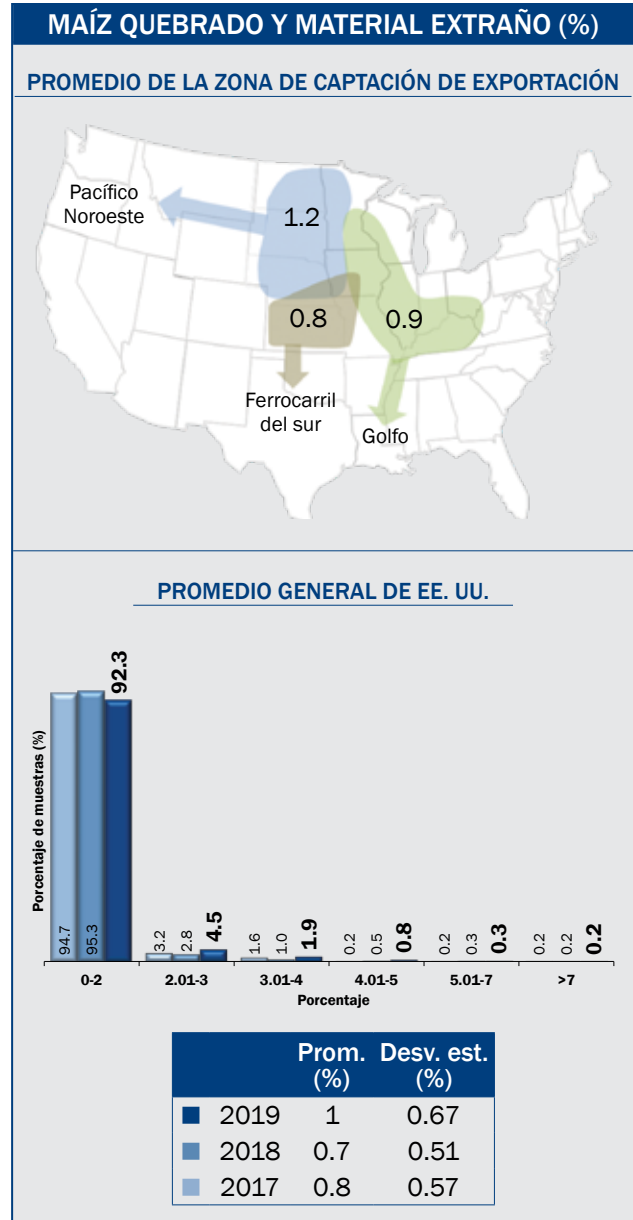 MAÍZ QUEBRADO Y MATERIAL EXTRAÑO (%)
PROMEDIO DE LA ZONA DE CAPTACIÓN DE EXPORTACIÓN
Pacífico
Noroeste
1.2
0.8
0.9
Ferrocarril
del sur
Golfo
PROMEDIO GENERAL DE EE. UU.
Porcentaje de muestras (%)
94.7 95.3 92.3
3.2 2.8 4.5
1.6 1.0 1.9
0.2 0.5 0.8
0.2 0.3 0.3
0.2 0.2 0.2
0-2 2.01-3 3.01-4 4.01-5 5.01-7 >7
Porcentaje
Prom. Desv. est.
(%) (%)
2019 1 0.67
2018 0.7 0.51
2017 0.8 0.57